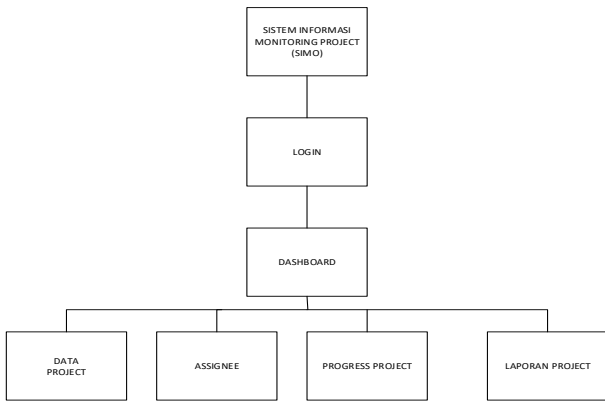 SISTEM INFORMASI
MONITORING PROJECT
(SIMO)
LOGIN
DASHBOARD
DATA
PROJECT
ASSIGNEE
PROGRESS PROJECT
LAPORAN PROJECT